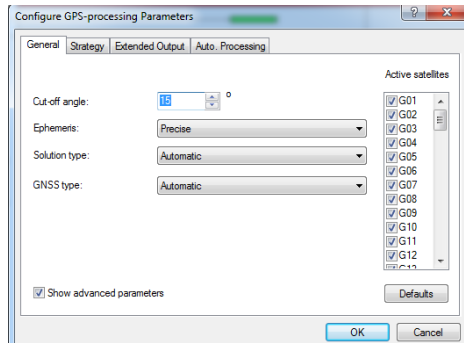 Configure GPS-processing Parameters
General Strategy Extended Output Auto. Processing
Active satellites
Cut-off angle: 15 °
Ephemeris: Precise
Solution type: Automatic
GNSS type: Automatic
G01
G02
G03
G04
G05
G06
G07
G08
G09
G10
G11
G12
Show advanced parameters
Defaults
OK Cancel